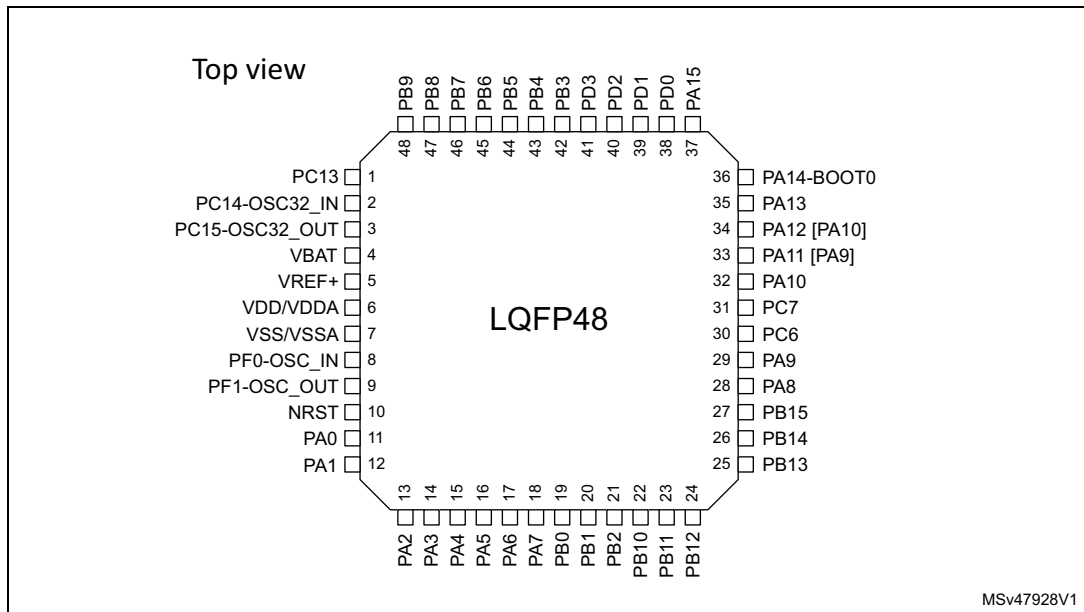 Top view
PB9 PB8 PB7 PB6 PB5 PB4 PB3 PD3 PD2 PD1 PD0 PA15
48 47 46 45 44 43 42 41 40 39 38 37
PC13 1 36 PA14-BOOT0
PC14-OSC32_IN 2 35 PA13
PC15-OSC32_OUT 3 34 PA12 [PA10]
VBAT 4 33 PA11 [PA9]
VREF+ 5 32 PA10
VDD/VDDA 6 31 PC7
LQFP48
VSS/VSSA 7 30 PC6
PF0-OSC_IN 8 29 PA9
PF1-OSC_OUT 9 28 PA8
NRST 10 27 PB15
PA0 11 26 PB14
PA1 12 25 PB13
13 14 15 16 17 18 19 20 21 22 23 24
PA2 PA3 PA4 PA5 PA6 PA7 PB0 PB1 PB2 PB10 PB11 PB12
MSv47928V1